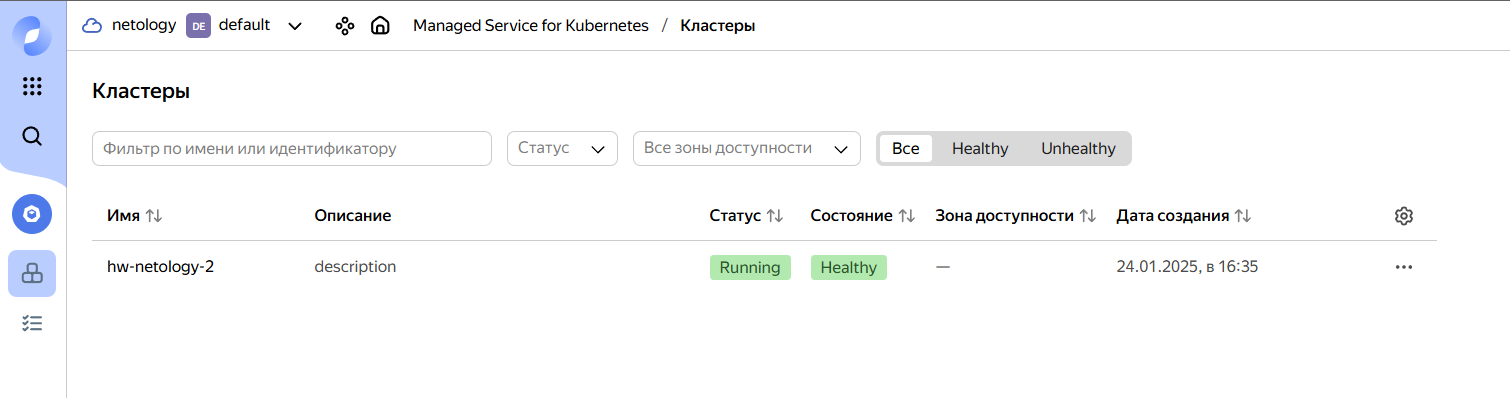 netology DE default Managed Service for Kubernetes / Кластеры
Кластеры
Фильтр по имени или идентификатору Статус Все зоны доступности Все Healthy Unhealthy
Имя Описание Статус Состояние Зона доступности Дата создания
hw-netology-2 description Running Healthy — 24.01.2025, в 16:35